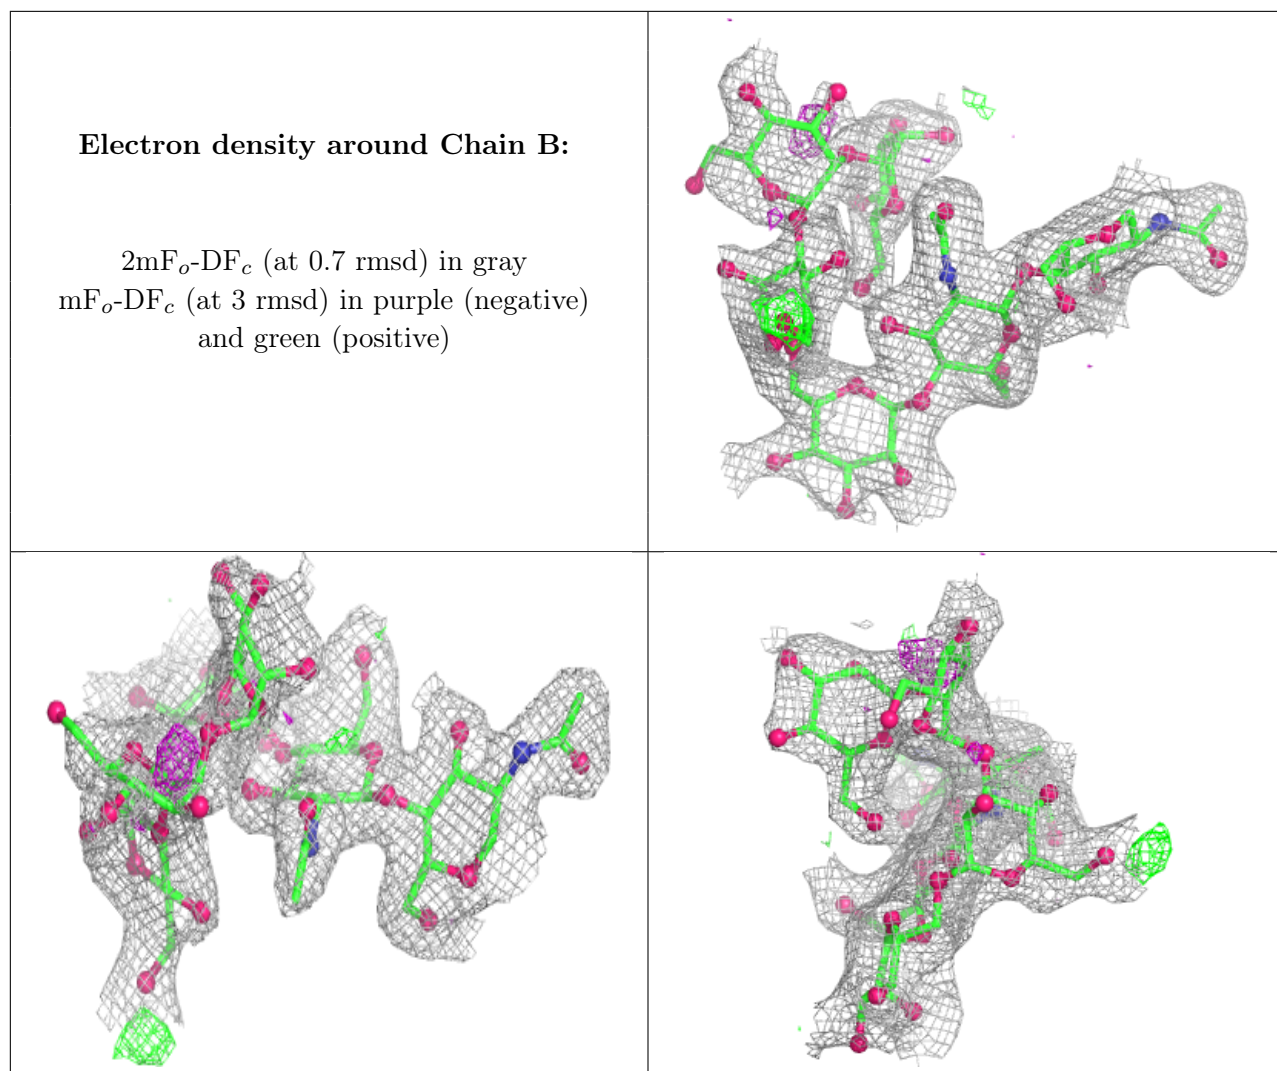 Electron density around Chain B:
2mFₒ-DF𝒸 (at 0.7 rmsd) in gray
mFₒ-DF𝒸 (at 3 rmsd) in purple (negative)
and green (positive)